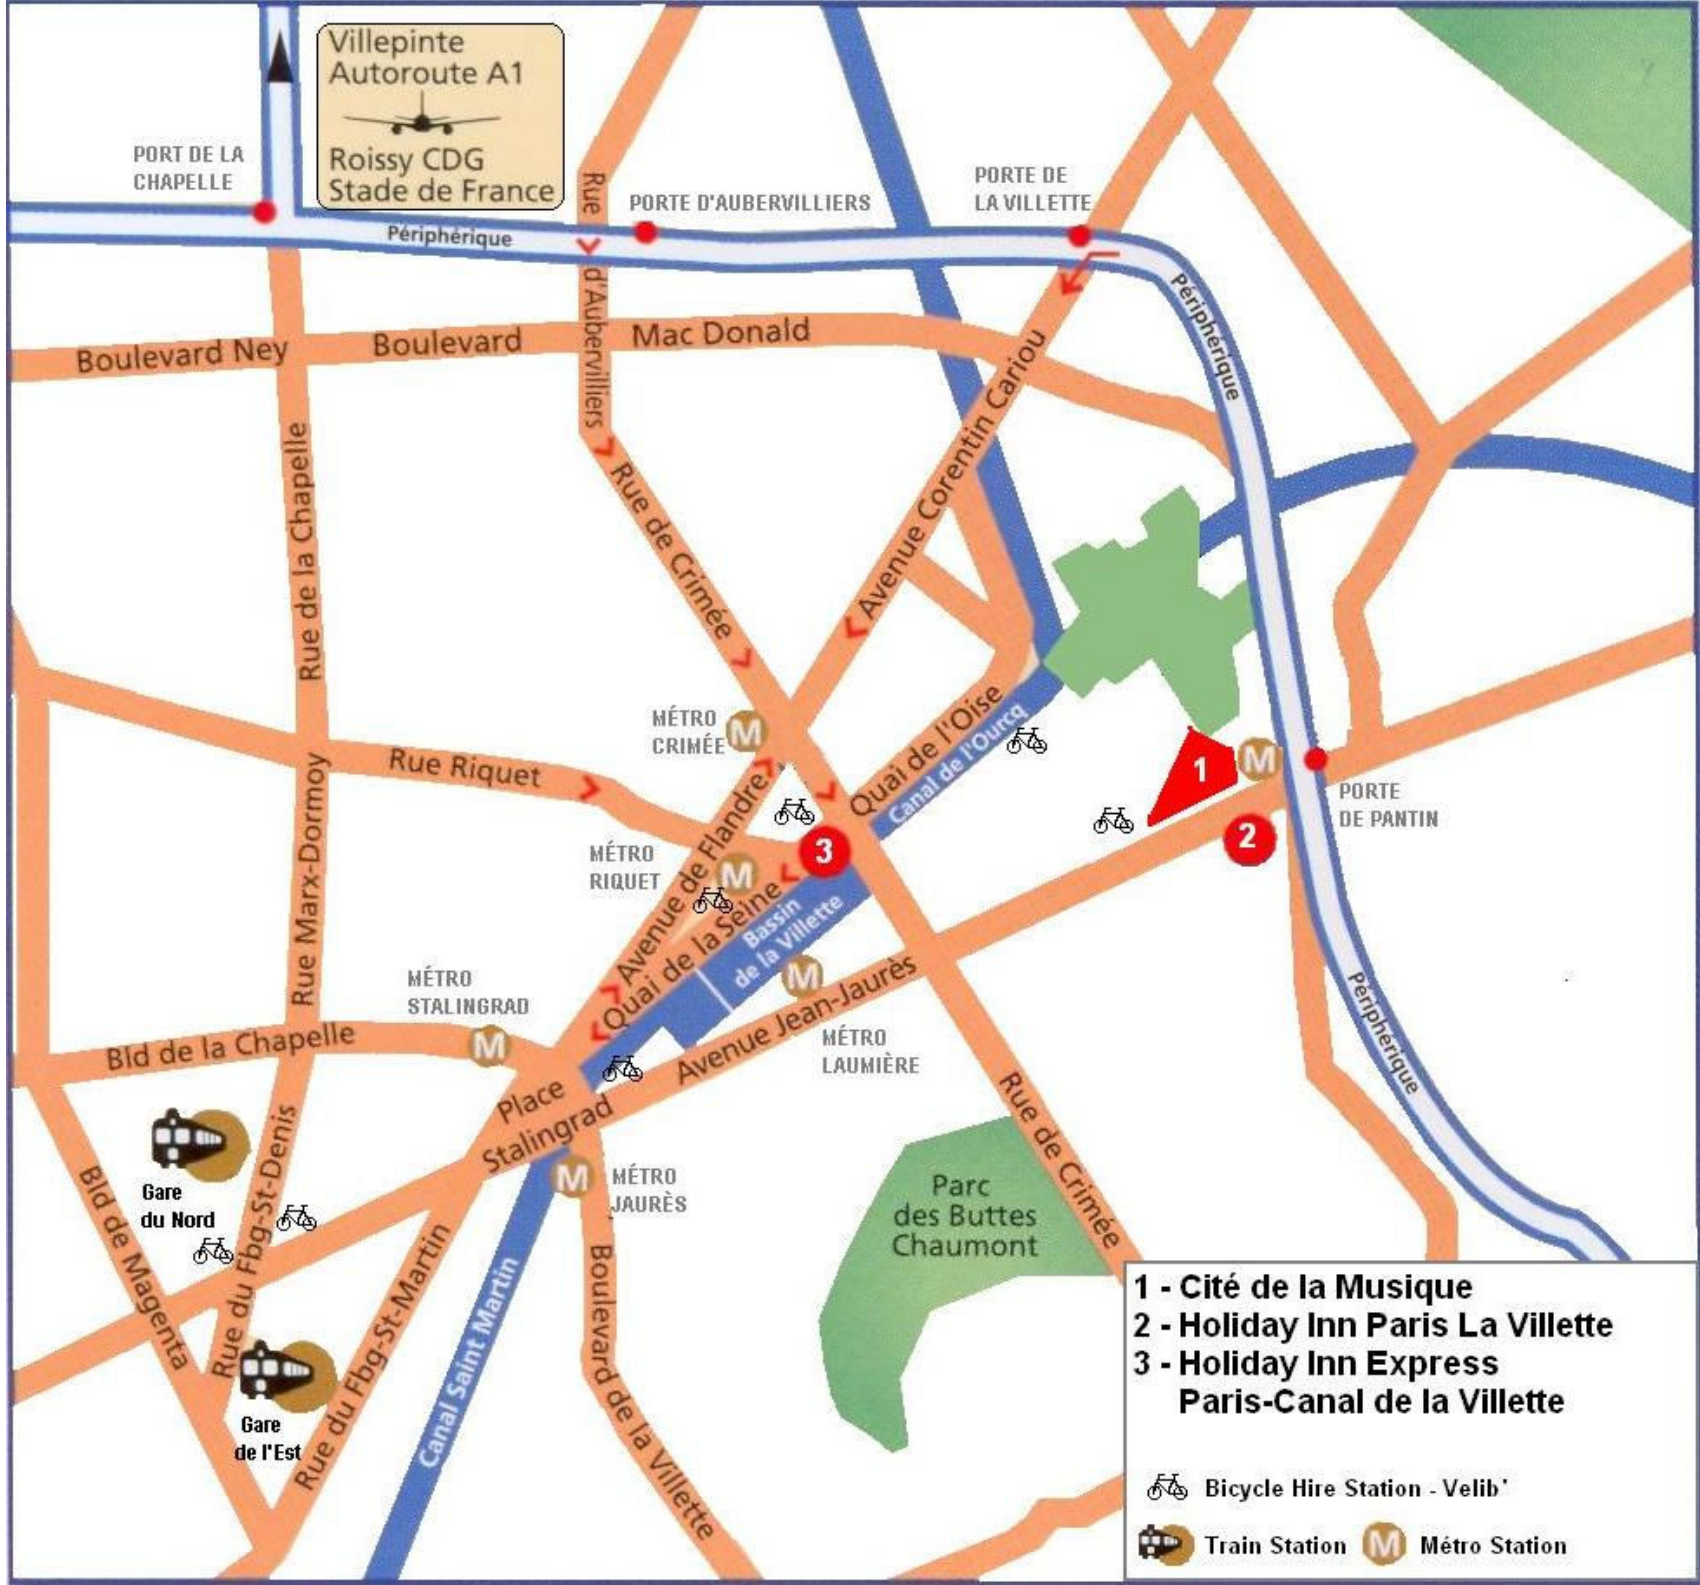 Villepinte
Autoroute A1
Roissy CDG
Stade de France
PORT DE LA
CHAPELLE
Rue d'Aubervilliers
PORTE D'AUBERVILLIERS
PORTE DE
LA VILLETTE
Périphérique
Périphérique
Boulevard Ney
Boulevard
Mac Donald
Avenue Corentin Cariou
Rue de la Chapelle
Rue de Crimée
MÉTRO
CRIMÉE
M
Quai de l'Oise
Canal de l'Ourcq
Rue Riquet
Rue Marx-Dormoy
1
M
2
PORTE
DE PANTIN
3
MÉTRO
RIQUET
M
Avenue de Flandre
Quai de la Seine
Bassin
de la Villette
M
Avenue Jean-Jaurès
MÉTRO
LAUMIÈRE
Périphérique
MÉTRO
STALINGRAD
M
Bld de la Chapelle
Place
Stalingrad
M
MÉTRO
JAURÈS
Rue de Crimée
Gare
du Nord
Bld de Magenta
Rue du Fbg-St-Denis
Rue du Fbg-St-Martin
Gare
de l'Est
Canal Saint Martin
Boulevard de la Villette
Parc
des Buttes
Chaumont
1 - Cité de la Musique
2 - Holiday Inn Paris La Villette
3 - Holiday Inn Express
Paris-Canal de la Villette
Bicycle Hire Station - Velib'
Train Station
M Métro Station